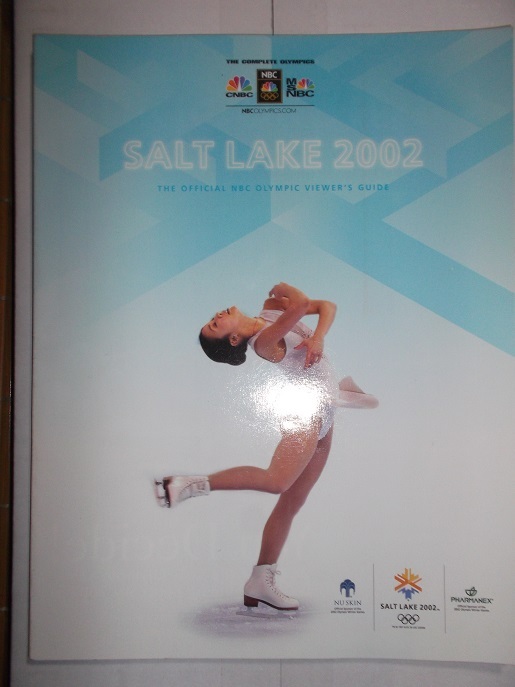 THE COMPLETE OLYMPICS
CNBC
NBC
MSNBC
NBCOLYMPICS.COM
SALT LAKE 2002
THE OFFICIAL NBC OLYMPIC VIEWER'S GUIDE
NU SKIN
SALT LAKE 2002
PHARMANEX